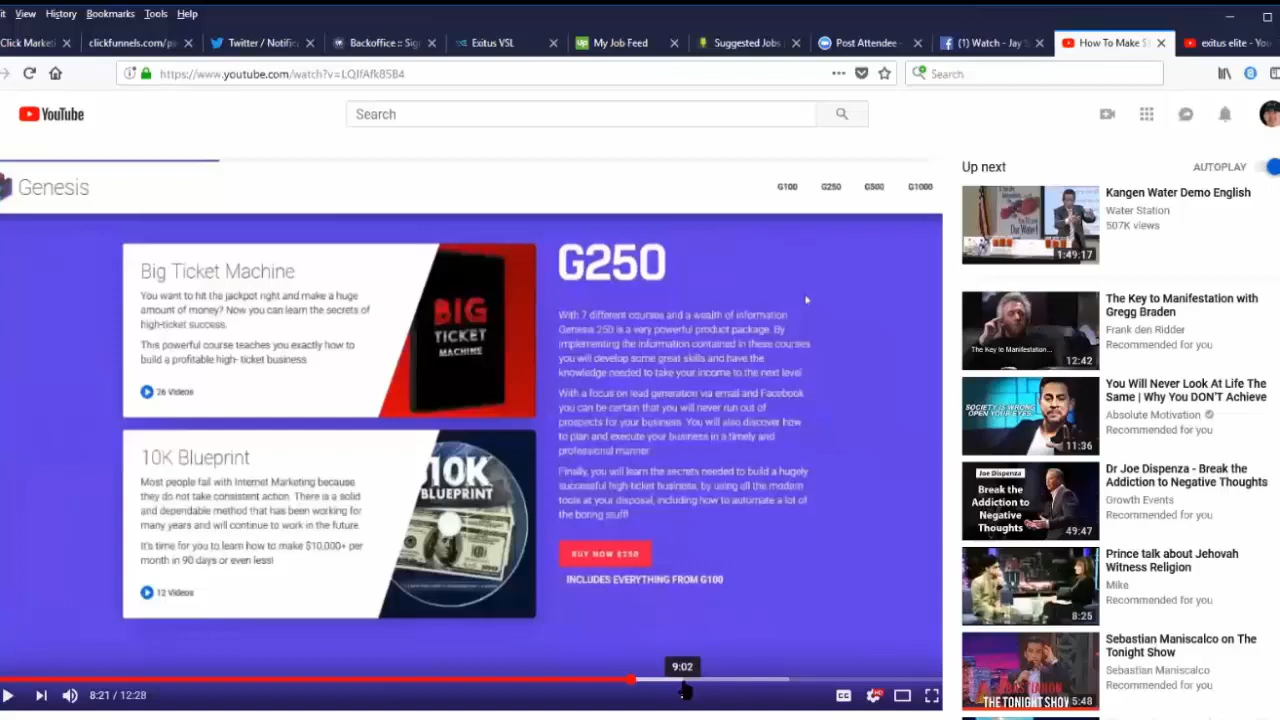 View History Bookmarks Tools Help
Click Market
clickfunnels.com/p
Twitter / Notific
Backoffice :: Sig
Exitus VSL
My Job Feed
Suggested Jobs
Post Attendee -
(1) Watch - Jay S
How To Make $
exitus elite - You
https://www.youtube.com/watch?v=LQIfAfkB5B4
Search
YouTube
Search
Genesis
G100 G250 G500 G1000
Big Ticket Machine
You want to hit the jackpot right and make a huge
amount of money? Now you can learn the secrets of
high-ticket success.
This powerful course teaches you exactly how to
build a profitable high- ticket business.
26 Videos
BIG
TICKET
MACHINE
10K Blueprint
Most people fail with Internet Marketing because
they do not take consistent action. There is a solid
and dependable method that has been working for
many years and will continue to work in the future.
It's time for you to learn how to make $10,000+ per
month in 90 days or even less!
12 Videos
10K
BLUEPRINT
G250
With 7 different courses and a wealth of information
Genesis 250 is a very powerful product package. By
implementing the information contained in these courses
you will develop some great skills and have the
knowledge needed to take your income to the next level
With a focus on lead generation via email and Facebook
you can be certain that you will never run out of
prospects for your business. You will also discover how
to plan and execute your business in a timely and
professional manner
Finally, you will learn the secrets needed to build a hugely
successful high-ticket business, by using all the modern
tools at your disposal, including how to automate a lot of
the boring stuff!
BUY NOW $250
INCLUDES EVERYTHING FROM G100
9:02
8:21 / 12:28
CC
HD
Up next
AUTOPLAY
Kangen Water Demo English
Water Station
507K views
1:49:17
The Key to Manifestation with
Gregg Braden
Frank den Ridder
Recommended for you
The Key to Manifestation...
12:42
You Will Never Look At Life The
Same | Why You DON'T Achieve
Absolute Motivation
Recommended for you
SOCIETY IS WRONG
OPEN YOUR EYES
11:36
Dr Joe Dispenza - Break the
Addiction to Negative Thoughts
Growth Events
Recommended for you
Joe Dispenza
Break the
Addiction to
Negative
Thoughts
49:47
Prince talk about Jehovah
Witness Religion
Mike
Recommended for you
8:25
Sebastian Maniscalco on The
Tonight Show
Sebastian Maniscalco
Recommended for you
SEBASTIAN MANISCALCO
THE TONIGHT SHOW
5:48